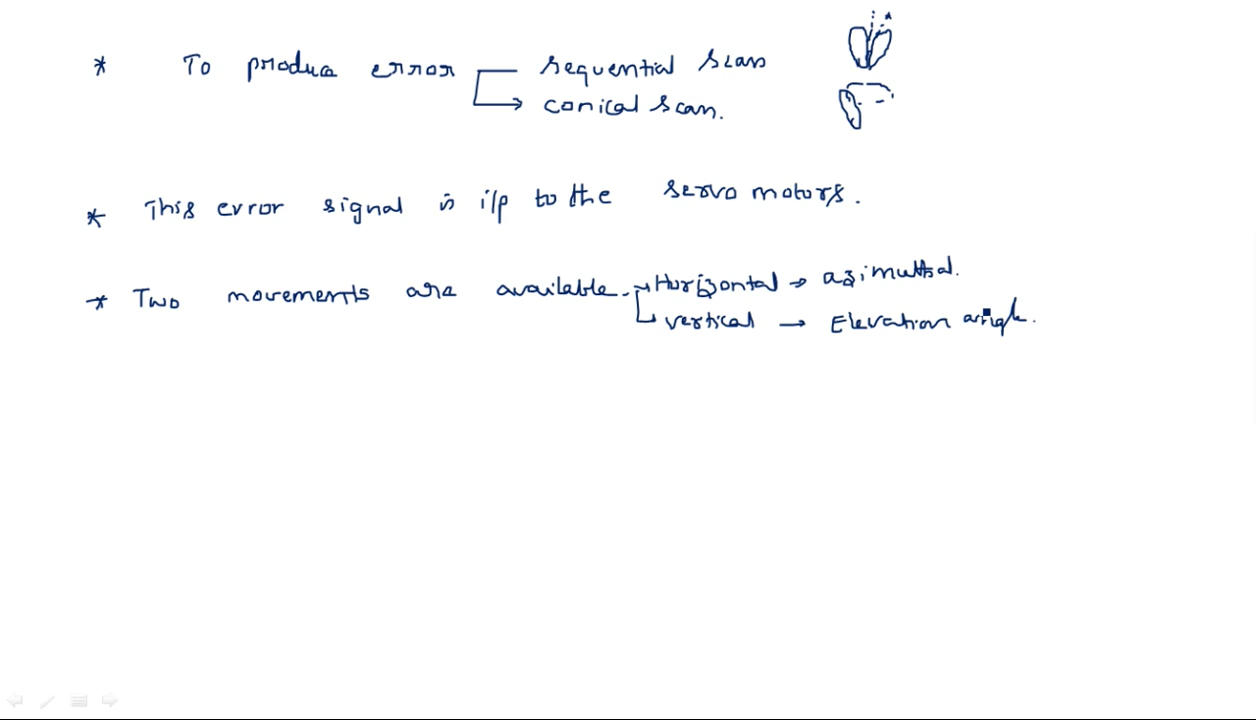 * To produce error sequential scan
conical scan.
* This error signal is i/p to the servo motors.
* Two movements are available. Horizontal → azimuthal.
vertical → Elevation angle.